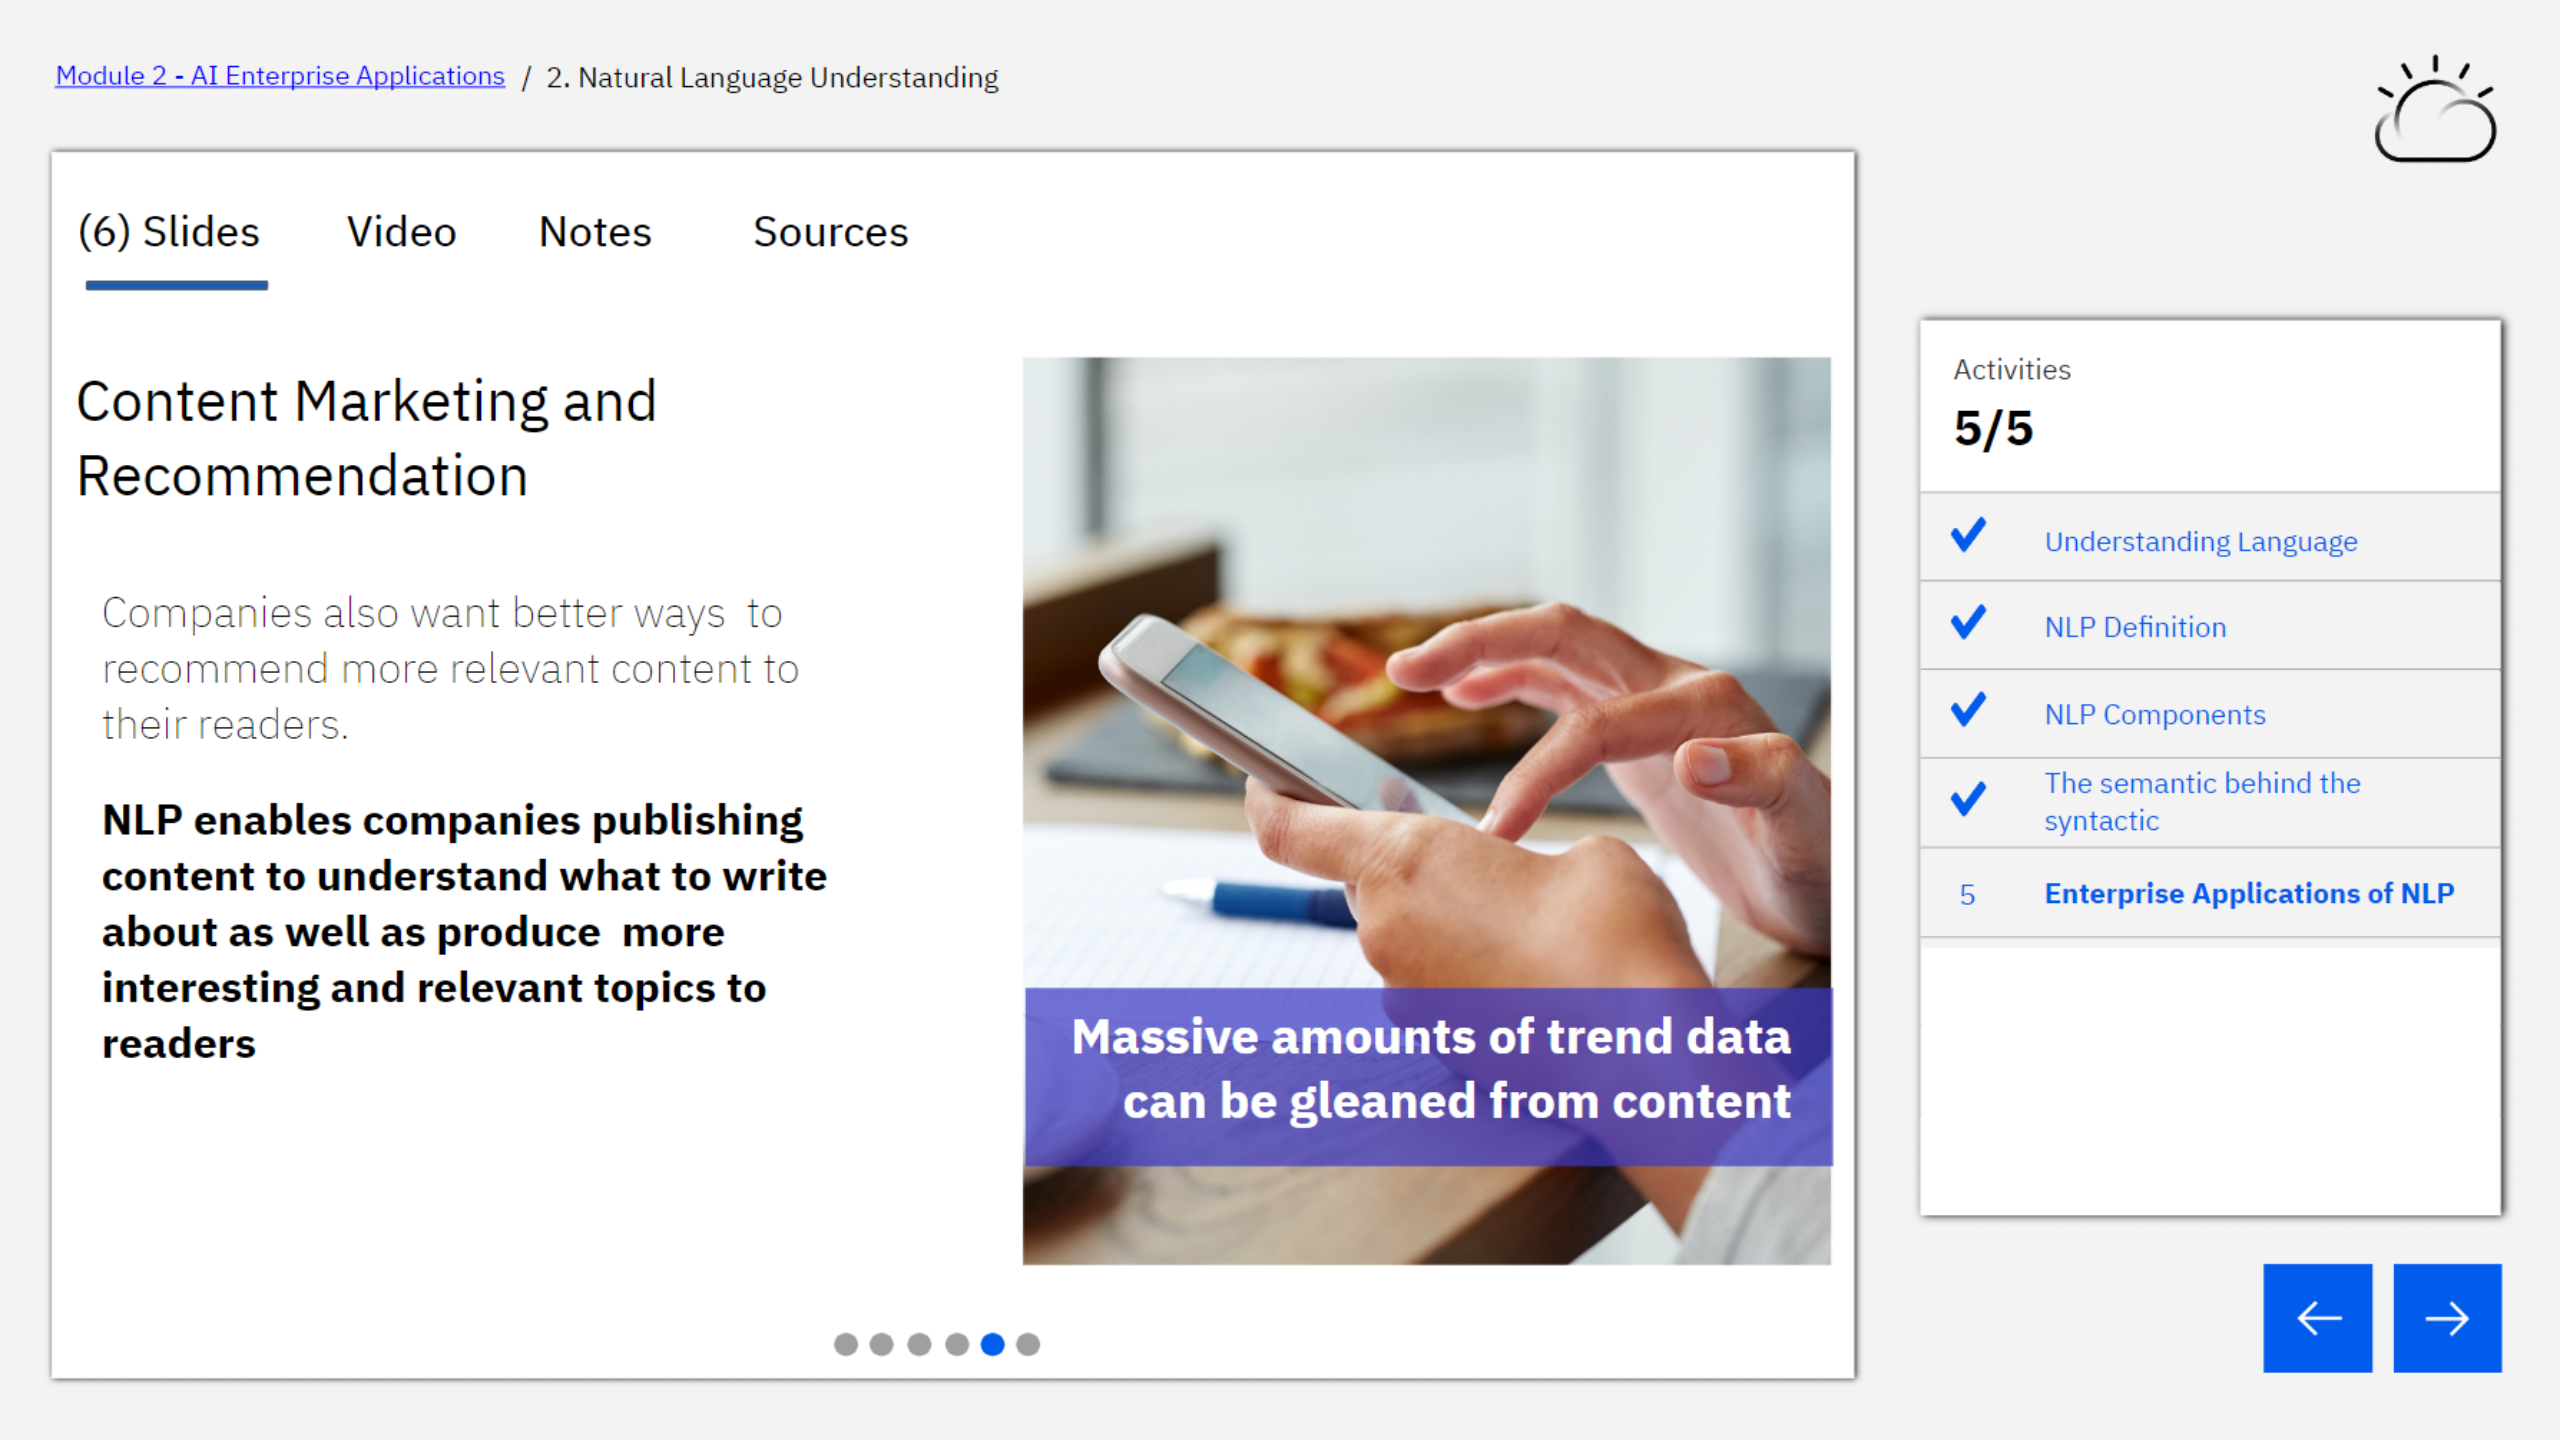 Module 2 - AI Enterprise Applications / 2. Natural Language Understanding
(6) Slides Video Notes Sources
Content Marketing and
Recommendation
Companies also want better ways to
recommend more relevant content to
their readers.
NLP enables companies publishing
content to understand what to write
about as well as produce more
interesting and relevant topics to
readers
Massive amounts of trend data
can be gleaned from content
Activities
5/5
Understanding Language
NLP Definition
NLP Components
The semantic behind the
syntactic
5 Enterprise Applications of NLP